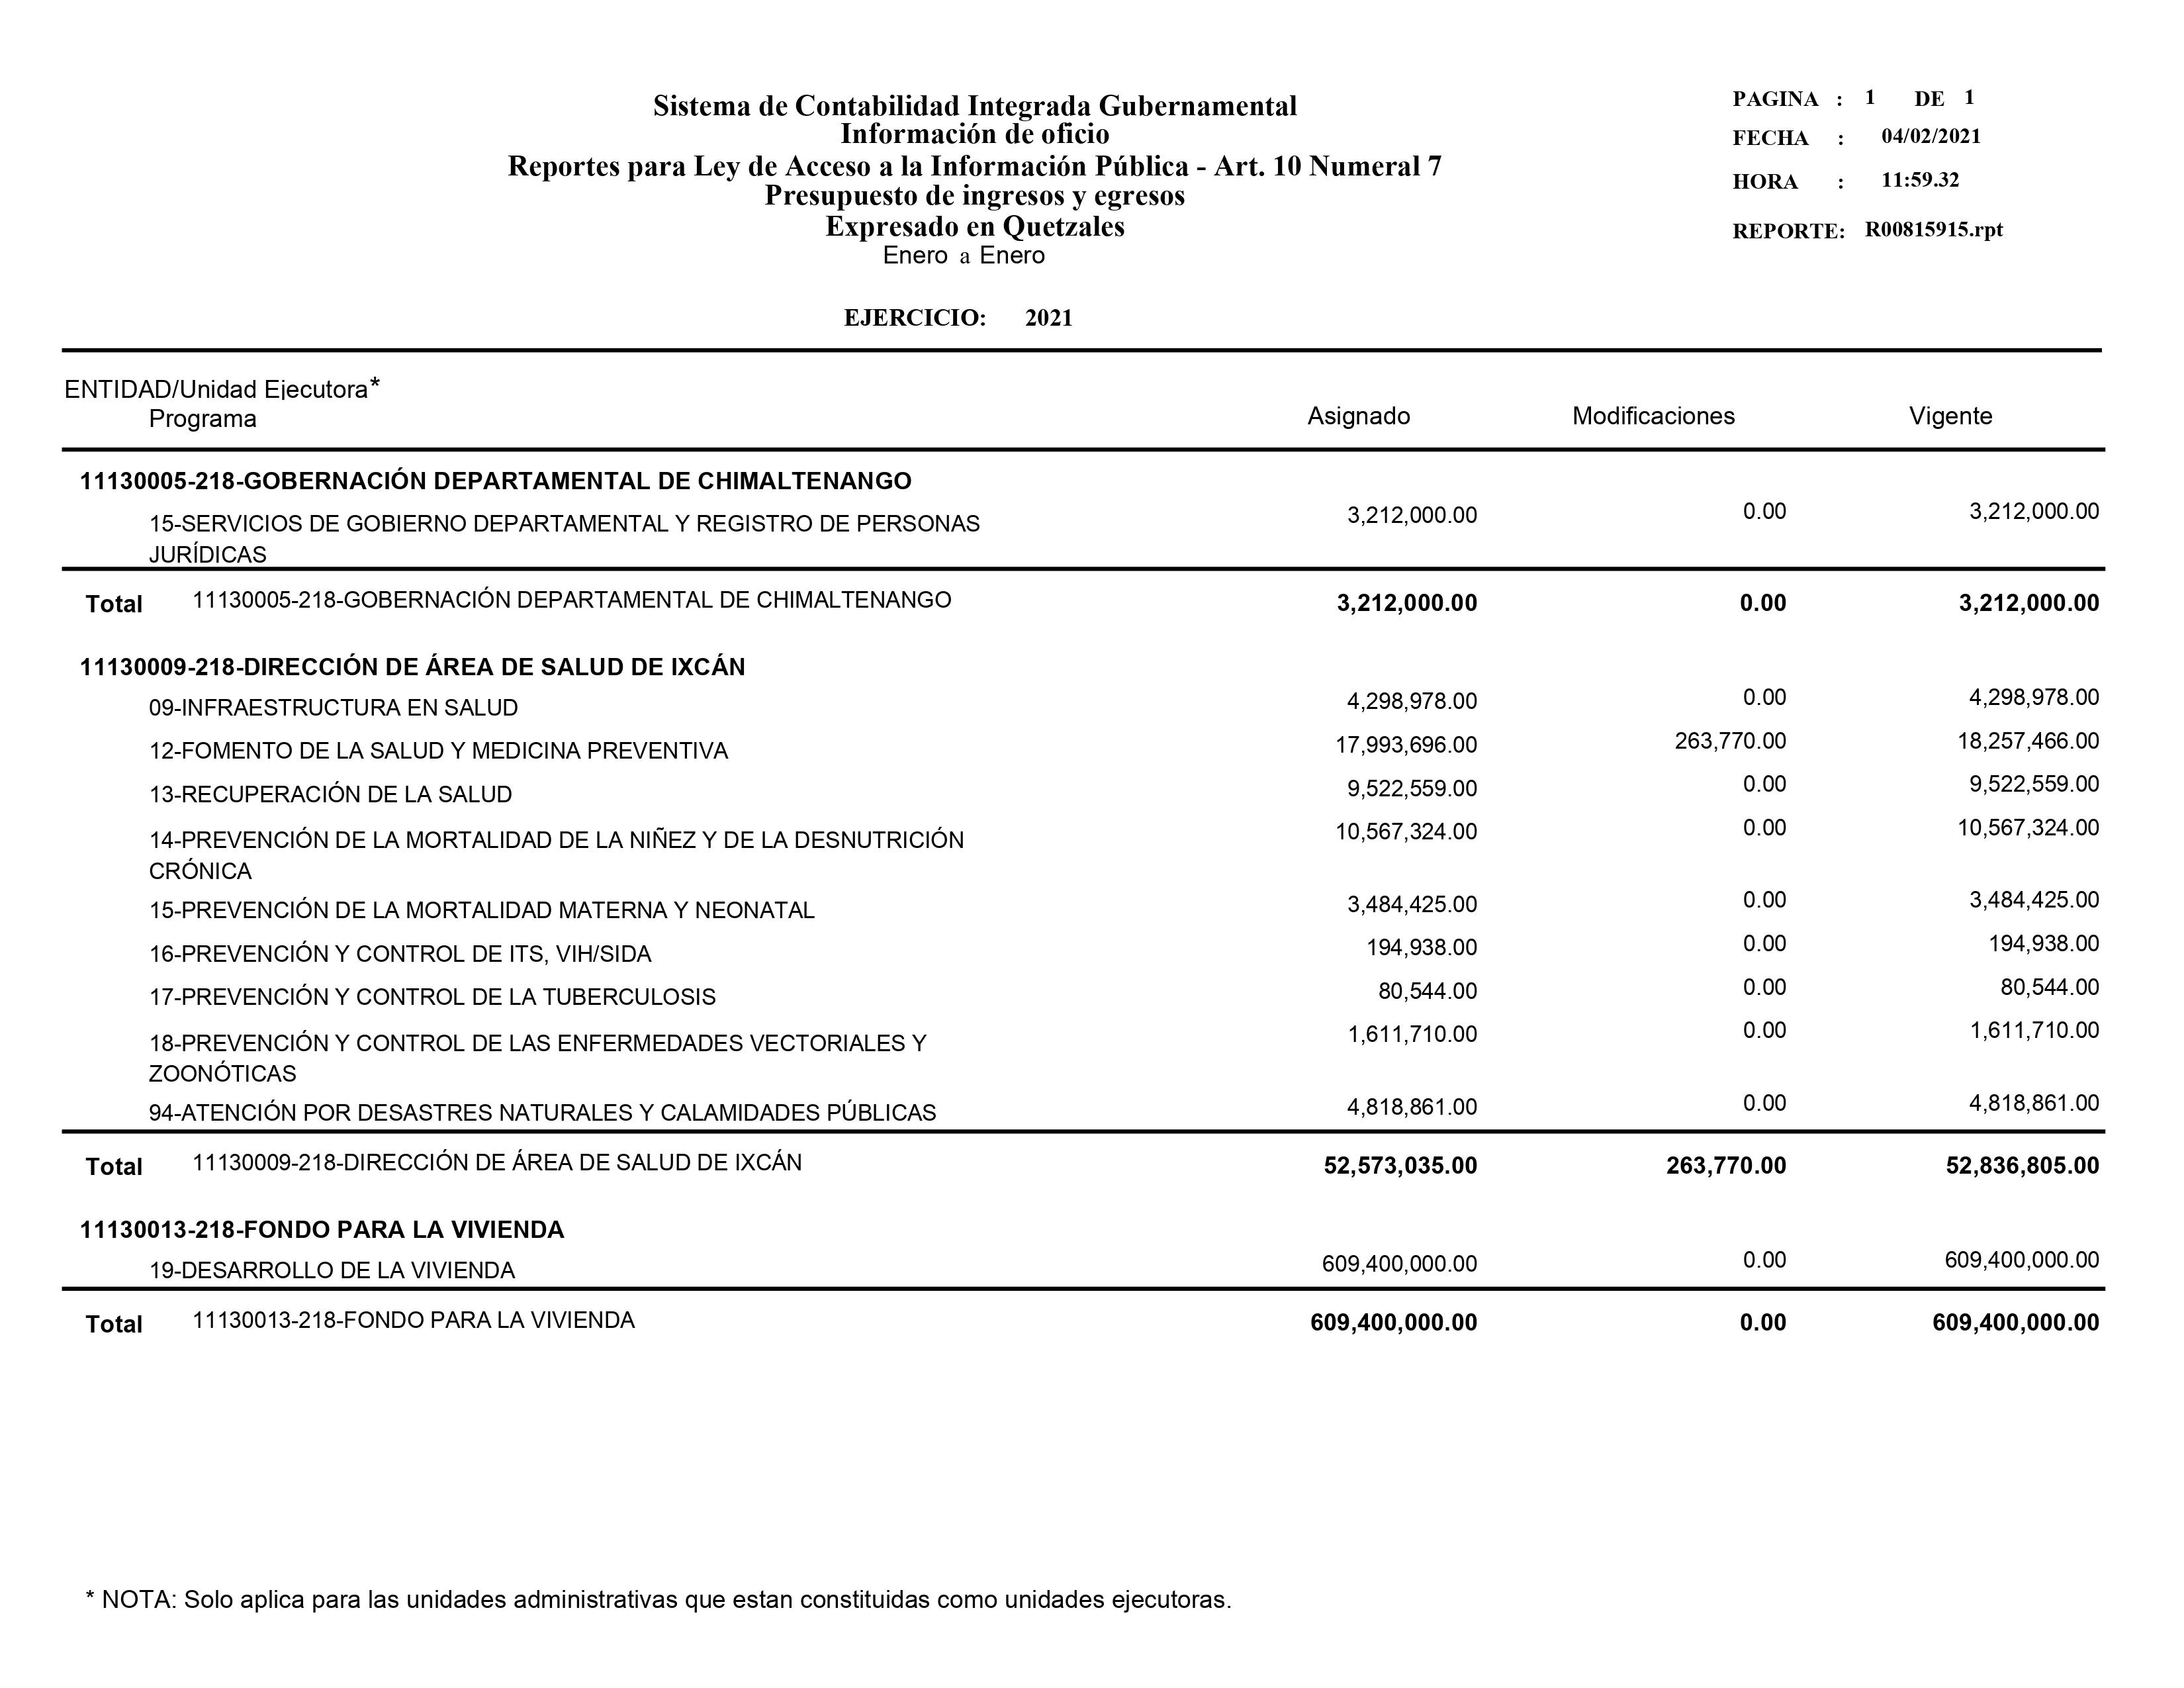 Sistema de Contabilidad Integrada Gubernamental
Información de oficio
Reportes para Ley de Acceso a la Información Pública - Art. 10 Numeral 7
Presupuesto de ingresos y egresos
Expresado en Quetzales
Enero a Enero
EJERCICIO: 2021
PAGINA : 1 DE 1
FECHA : 04/02/2021
HORA : 11:59.32
REPORTE: R00815915.rpt
ENTIDAD/Unidad Ejecutora*
Programa Asignado Modificaciones Vigente
11130005-218-GOBERNACIÓN DEPARTAMENTAL DE CHIMALTENANGO
15-SERVICIOS DE GOBIERNO DEPARTAMENTAL Y REGISTRO DE PERSONAS 3,212,000.00 0.00 3,212,000.00
JURÍDICAS
Total 11130005-218-GOBERNACIÓN DEPARTAMENTAL DE CHIMALTENANGO 3,212,000.00 0.00 3,212,000.00
11130009-218-DIRECCIÓN DE ÁREA DE SALUD DE IXCÁN
09-INFRAESTRUCTURA EN SALUD 4,298,978.00 0.00 4,298,978.00
12-FOMENTO DE LA SALUD Y MEDICINA PREVENTIVA 17,993,696.00 263,770.00 18,257,466.00
13-RECUPERACIÓN DE LA SALUD 9,522,559.00 0.00 9,522,559.00
14-PREVENCIÓN DE LA MORTALIDAD DE LA NIÑEZ Y DE LA DESNUTRICIÓN 10,567,324.00 0.00 10,567,324.00
CRÓNICA
15-PREVENCIÓN DE LA MORTALIDAD MATERNA Y NEONATAL 3,484,425.00 0.00 3,484,425.00
16-PREVENCIÓN Y CONTROL DE ITS, VIH/SIDA 194,938.00 0.00 194,938.00
17-PREVENCIÓN Y CONTROL DE LA TUBERCULOSIS 80,544.00 0.00 80,544.00
18-PREVENCIÓN Y CONTROL DE LAS ENFERMEDADES VECTORIALES Y 1,611,710.00 0.00 1,611,710.00
ZOONÓTICAS
94-ATENCIÓN POR DESASTRES NATURALES Y CALAMIDADES PÚBLICAS 4,818,861.00 0.00 4,818,861.00
Total 11130009-218-DIRECCIÓN DE ÁREA DE SALUD DE IXCÁN 52,573,035.00 263,770.00 52,836,805.00
11130013-218-FONDO PARA LA VIVIENDA
19-DESARROLLO DE LA VIVIENDA 609,400,000.00 0.00 609,400,000.00
Total 11130013-218-FONDO PARA LA VIVIENDA 609,400,000.00 0.00 609,400,000.00
* NOTA: Solo aplica para las unidades administrativas que estan constituidas como unidades ejecutoras.